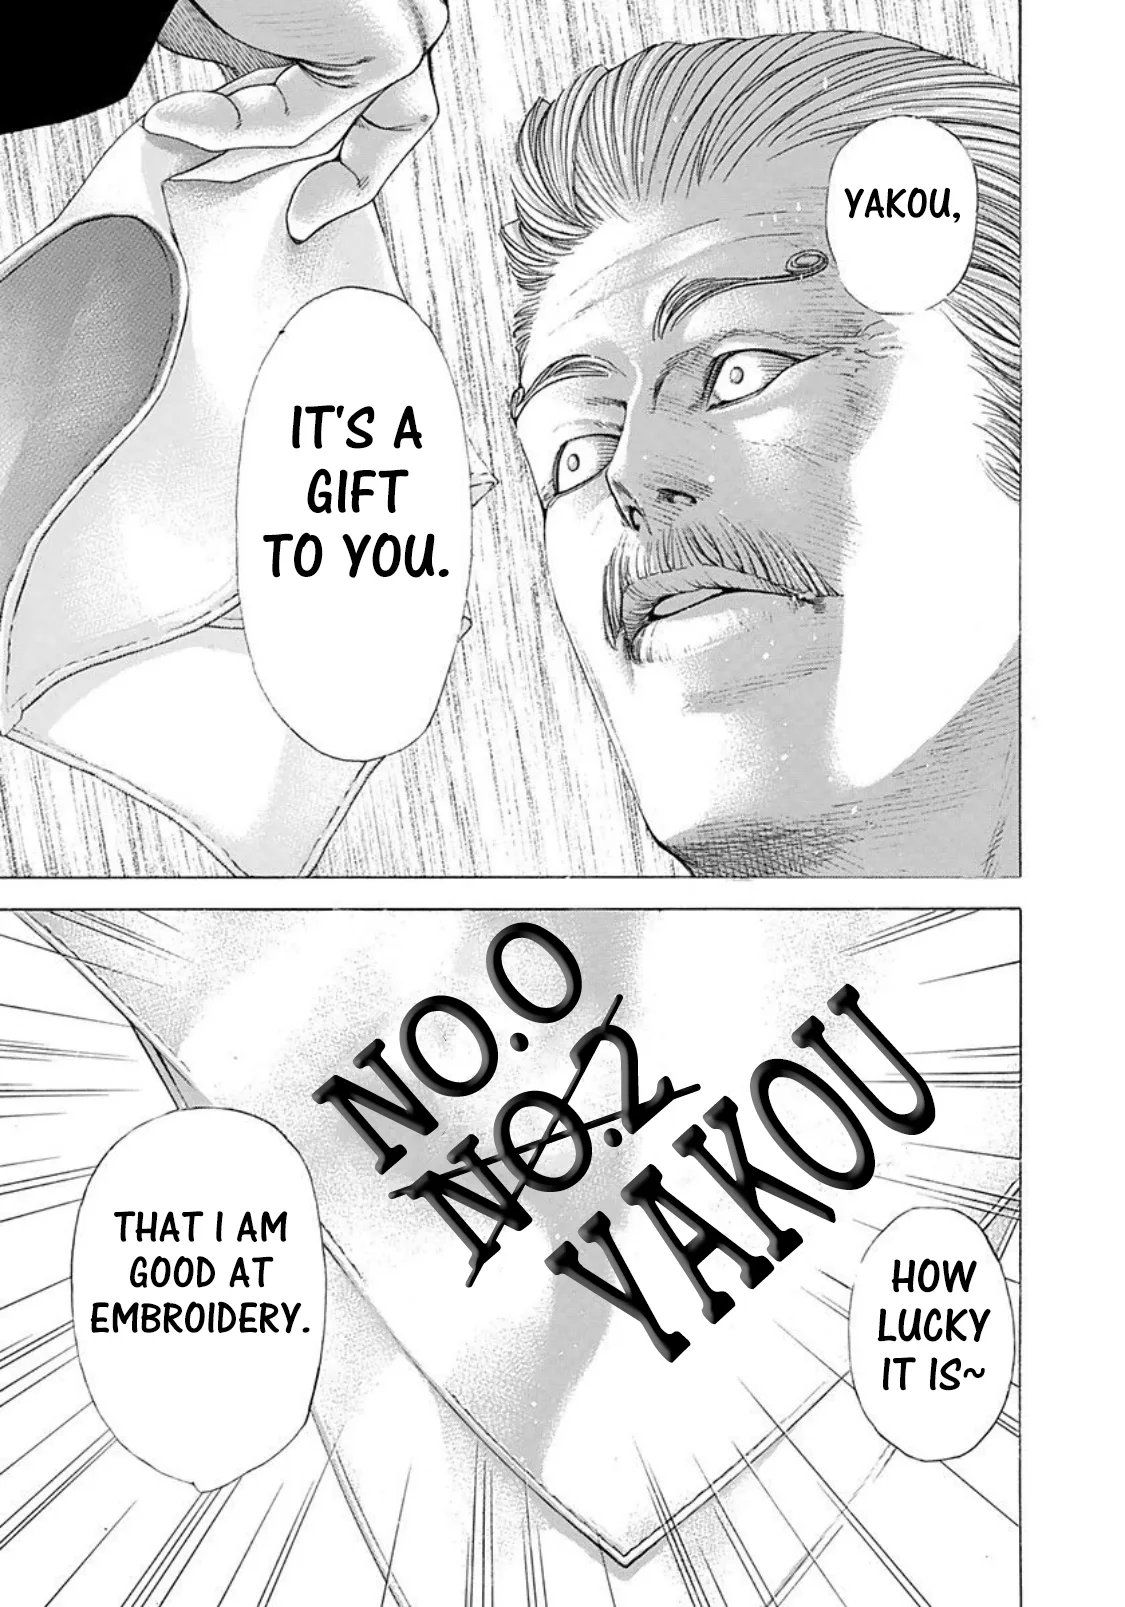 YAKOU,
IT'S A
GIFT
TO YOU.
NO.0
NO.2
YAKOU
HOW
LUCKY
IT IS~
THAT I AM
GOOD AT
EMBROIDERY.